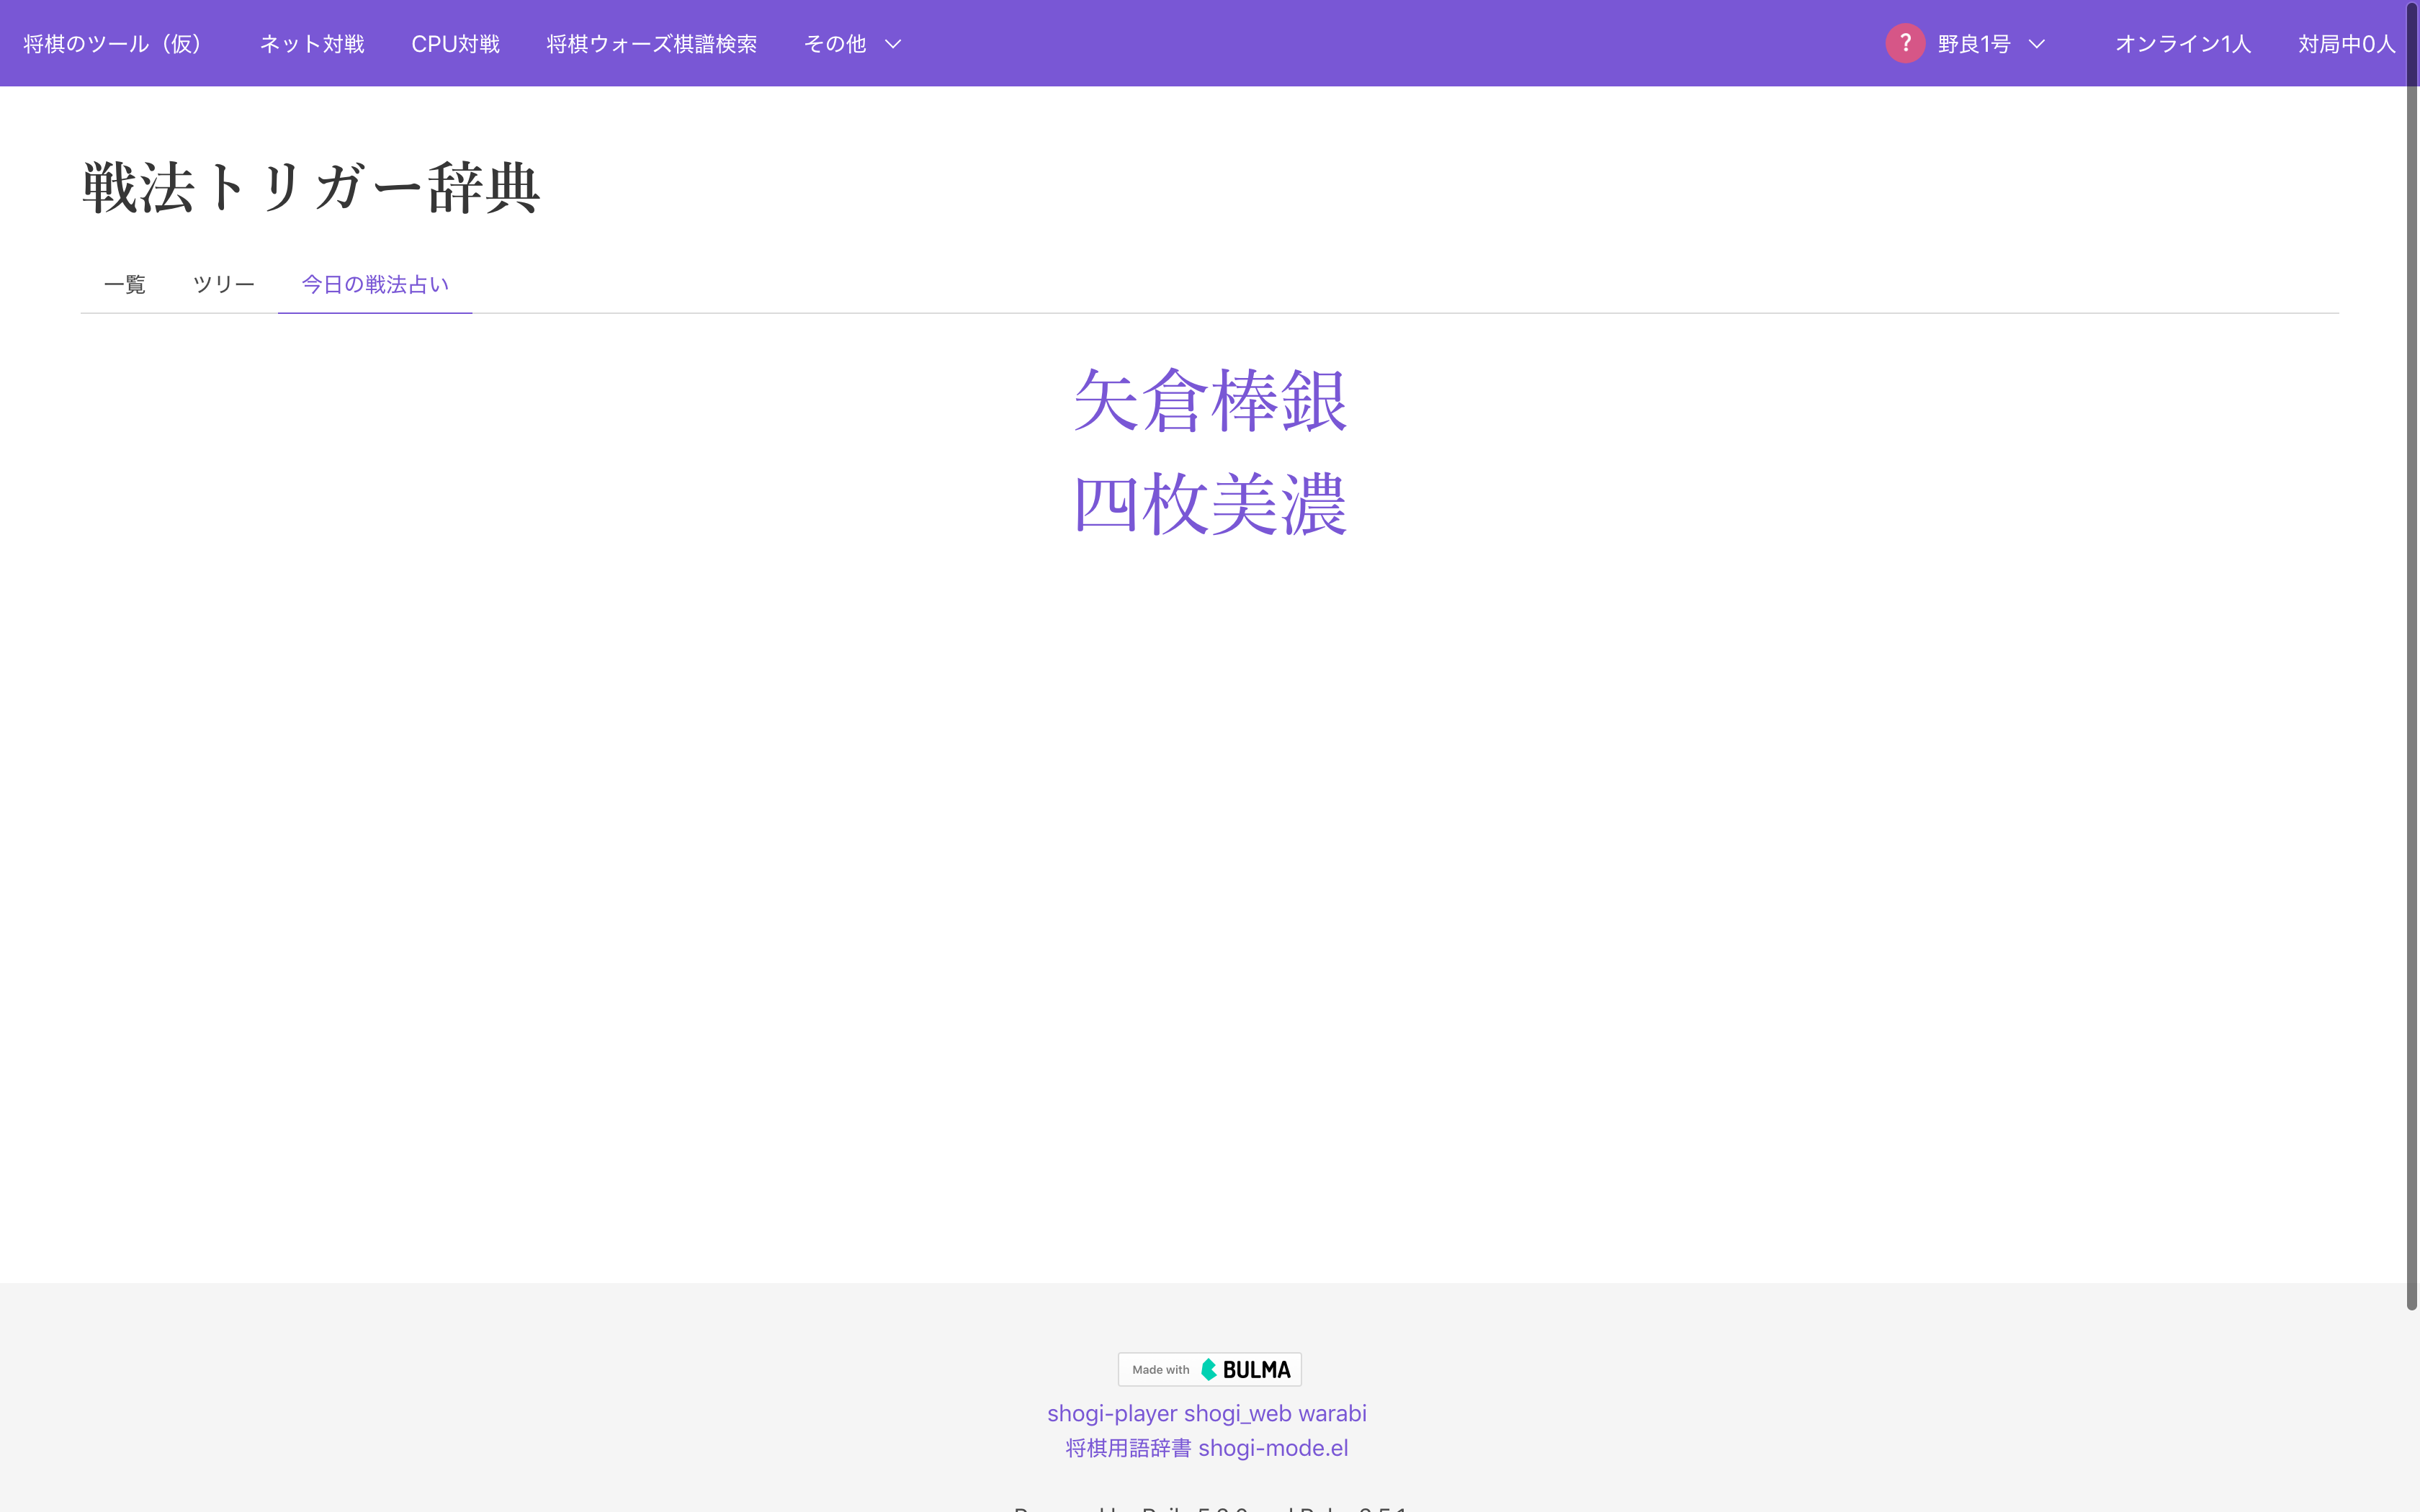 将棋のツール（仮） ネット対戦 CPU対戦 将棋ウォーズ棋譜検索 その他 ? 野良1号 オンライン1人 対局中0人
戦法トリガー辞典
一覧 ツリー 今日の戦法占い
矢倉棒銀
四枚美濃
Made with BULMA
shogi-player shogi_web warabi
将棋用語辞書 shogi-mode.el